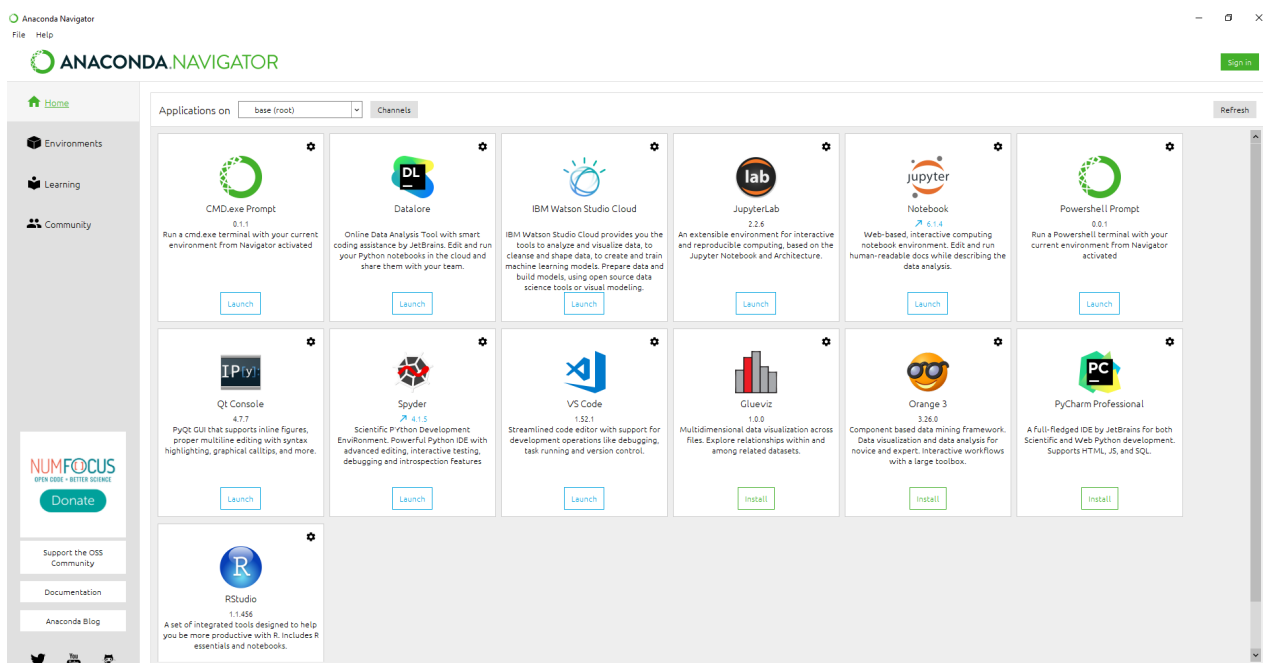 Anaconda Navigator
File Help
ANACONDA.NAVIGATOR
Sign in
Home
Environments
Learning
Community
NUMFOCUS
OPEN CODE = BETTER SCIENCE
Donate
Support the OSS
Community
Documentation
Anaconda Blog
You
Applications on base (root) Channels
Refresh
CMD.exe Prompt
0.1.1
Run a cmd.exe terminal with your current
environment from Navigator activated
Launch
DL
Datalore
Online Data Analysis Tool with smart
coding assistance by JetBrains. Edit and run
your Python notebooks in the cloud and
share them with your team.
Launch
IBM Watson Studio Cloud
IBM Watson Studio Cloud provides you the
tools to analyze and visualize data, to
cleanse and shape data, to create and train
machine learning models. Prepare data and
build models, using open source data
science tools or visual modeling.
Launch
lab
JupyterLab
2.2.6
An extensible environment for interactive
and reproducible computing, based on the
Jupyter Notebook and Architecture.
Launch
jupyter
Notebook
6.1.4
Web-based, interactive computing
notebook environment. Edit and run
human-readable docs while describing the
data analysis.
Launch
Powershell Prompt
0.0.1
Run a Powershell terminal with your
current environment from Navigator
activated
Launch
IP[y]:
Qt Console
4.7.7
PyQt GUI that supports inline figures,
proper multiline editing with syntax
highlighting, graphical calltips, and more.
Launch
Spyder
4.1.5
Scientific PYthon Development
EnviRonment. Powerful Python IDE with
advanced editing, interactive testing,
debugging and introspection features
Launch
VS Code
1.52.1
Streamlined code editor with support for
development operations like debugging,
task running and version control.
Launch
Glueviz
1.0.0
Multidimensional data visualization across
files. Explore relationships within and
among related datasets.
Install
Orange 3
3.26.0
Component based data mining framework.
Data visualization and data analysis for
novice and expert. Interactive workflows
with a large toolbox.
Install
PC
PyCharm Professional
A full-fledged IDE by JetBrains for both
Scientific and Web Python development.
Supports HTML, JS, and SQL.
Install
R
RStudio
1.1.456
A set of integrated tools designed to help
you be more productive with R. Includes R
essentials and notebooks.